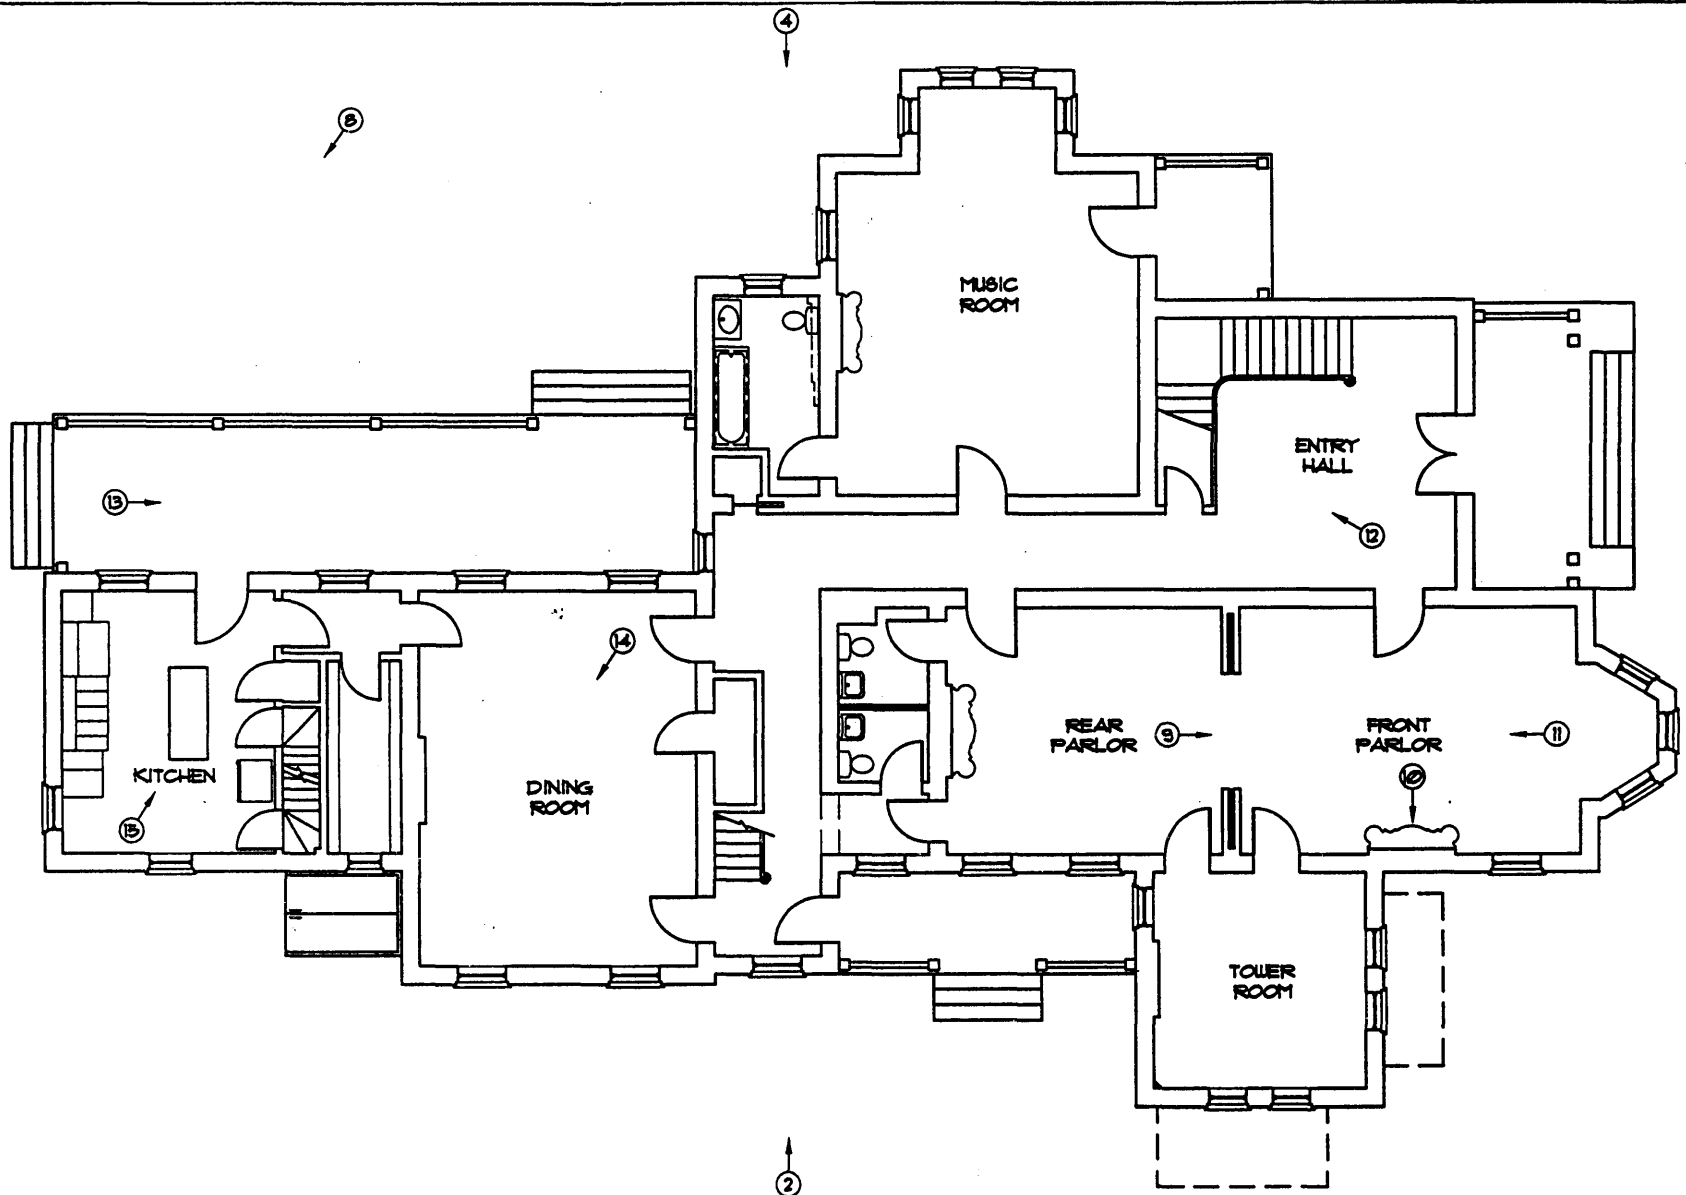 4
8
MUSIC
ROOM
ENTRY
HALL
13
12
14
REAR
PARLOR
9
FRONT
PARLOR
11
10
KITCHEN
15
DINING
ROOM
TOWER
ROOM
2